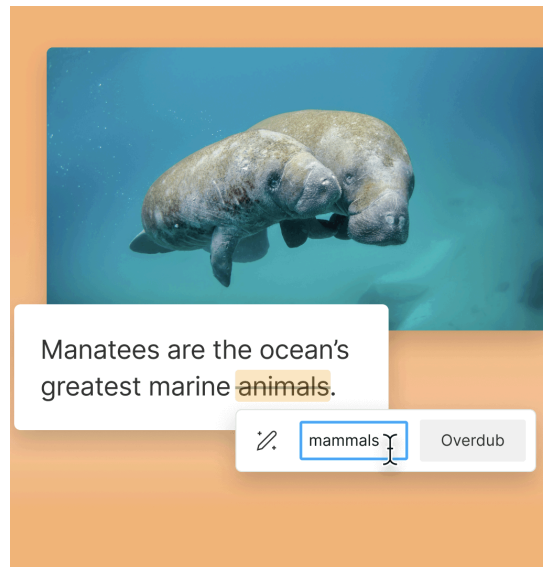 Manatees are the ocean’s
greatest marine animals.
mammals
Overdub